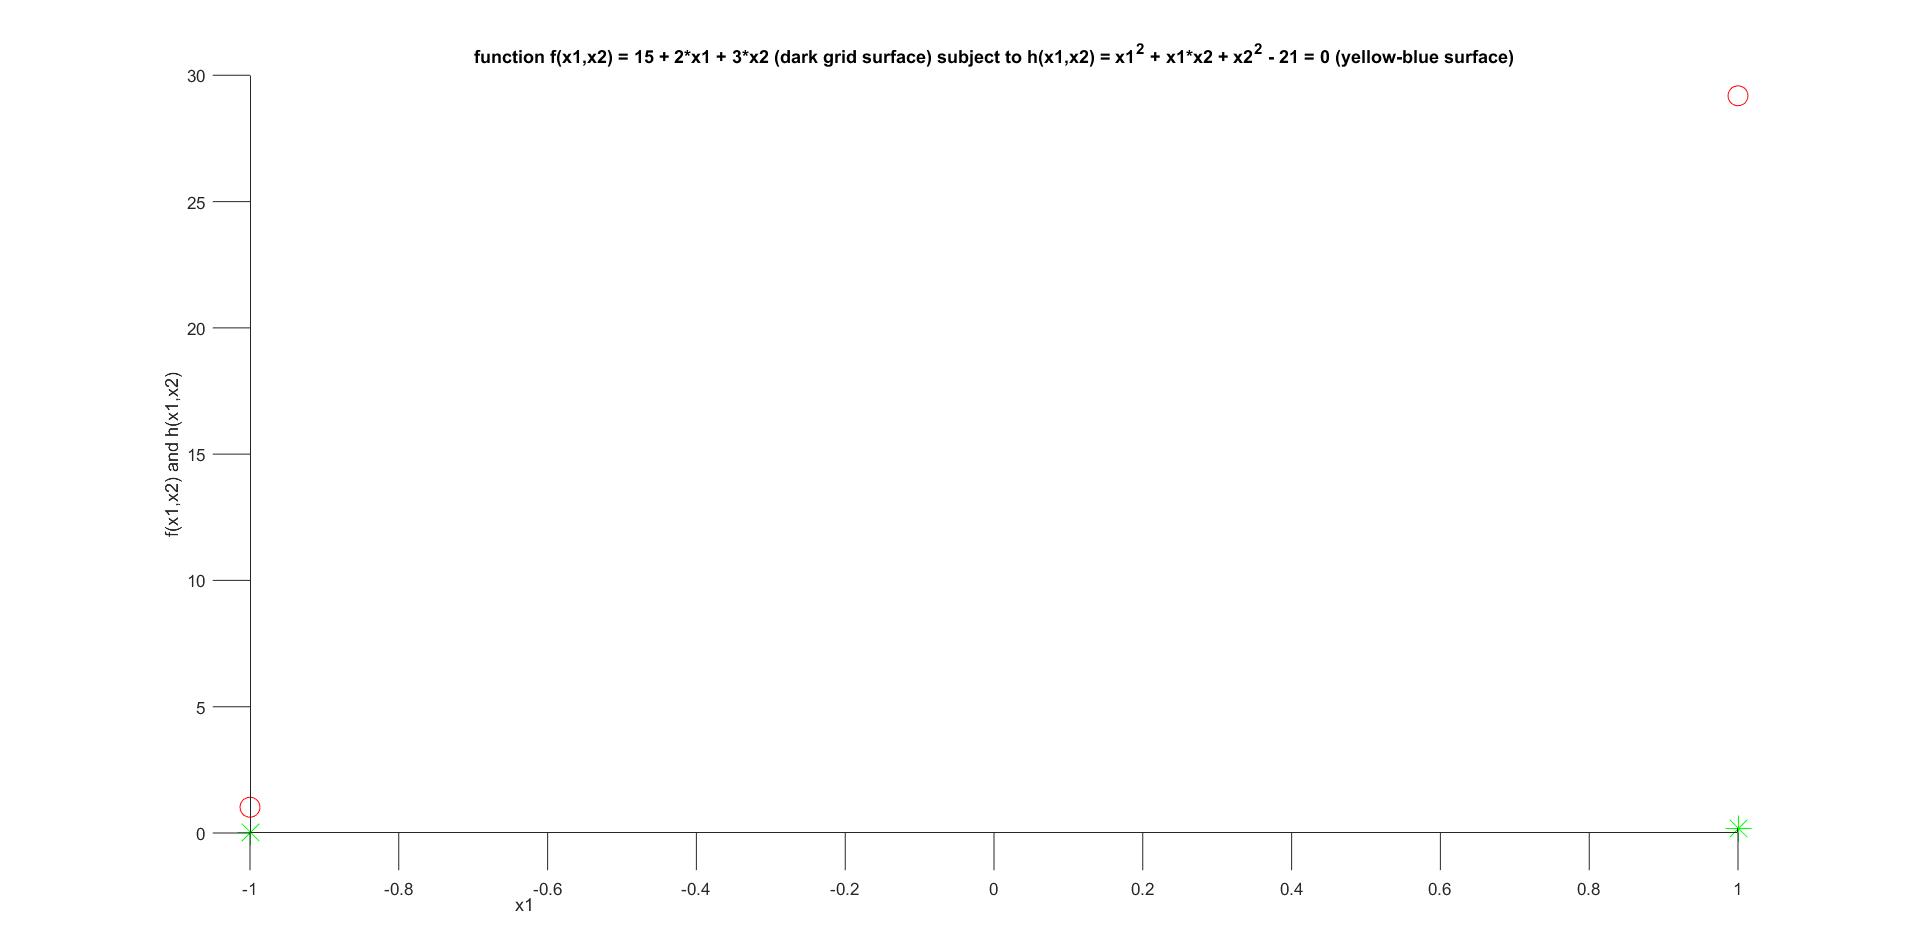 function f(x1,x2) = 15 + 2*x1 + 3*x2 (dark grid surface) subject to h(x1,x2) = x1² + x1*x2 + x2² - 21 = 0 (yellow-blue surface)
30
25
20
15
10
5
0
f(x1,x2) and h(x1,x2)
-1 -0.8 -0.6 -0.4 -0.2 0 0.2 0.4 0.6 0.8 1
x1